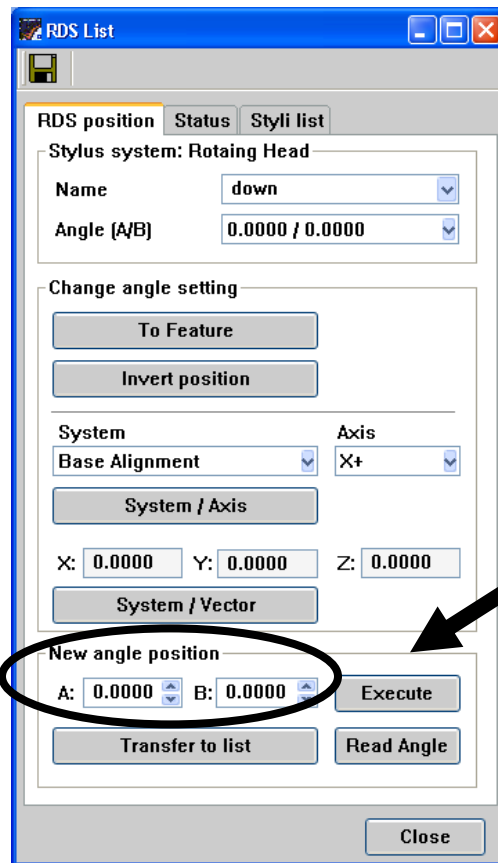 RDS List
RDS position Status Styli list
Stylus system: Rotaing Head
Name down
Angle (A/B) 0.0000 / 0.0000
Change angle setting
To Feature
Invert position
System Axis
Base Alignment X+
System / Axis
X: 0.0000 Y: 0.0000 Z: 0.0000
System / Vector
New angle position
A: 0.0000 B: 0.0000 Execute
Transfer to list Read Angle
Close